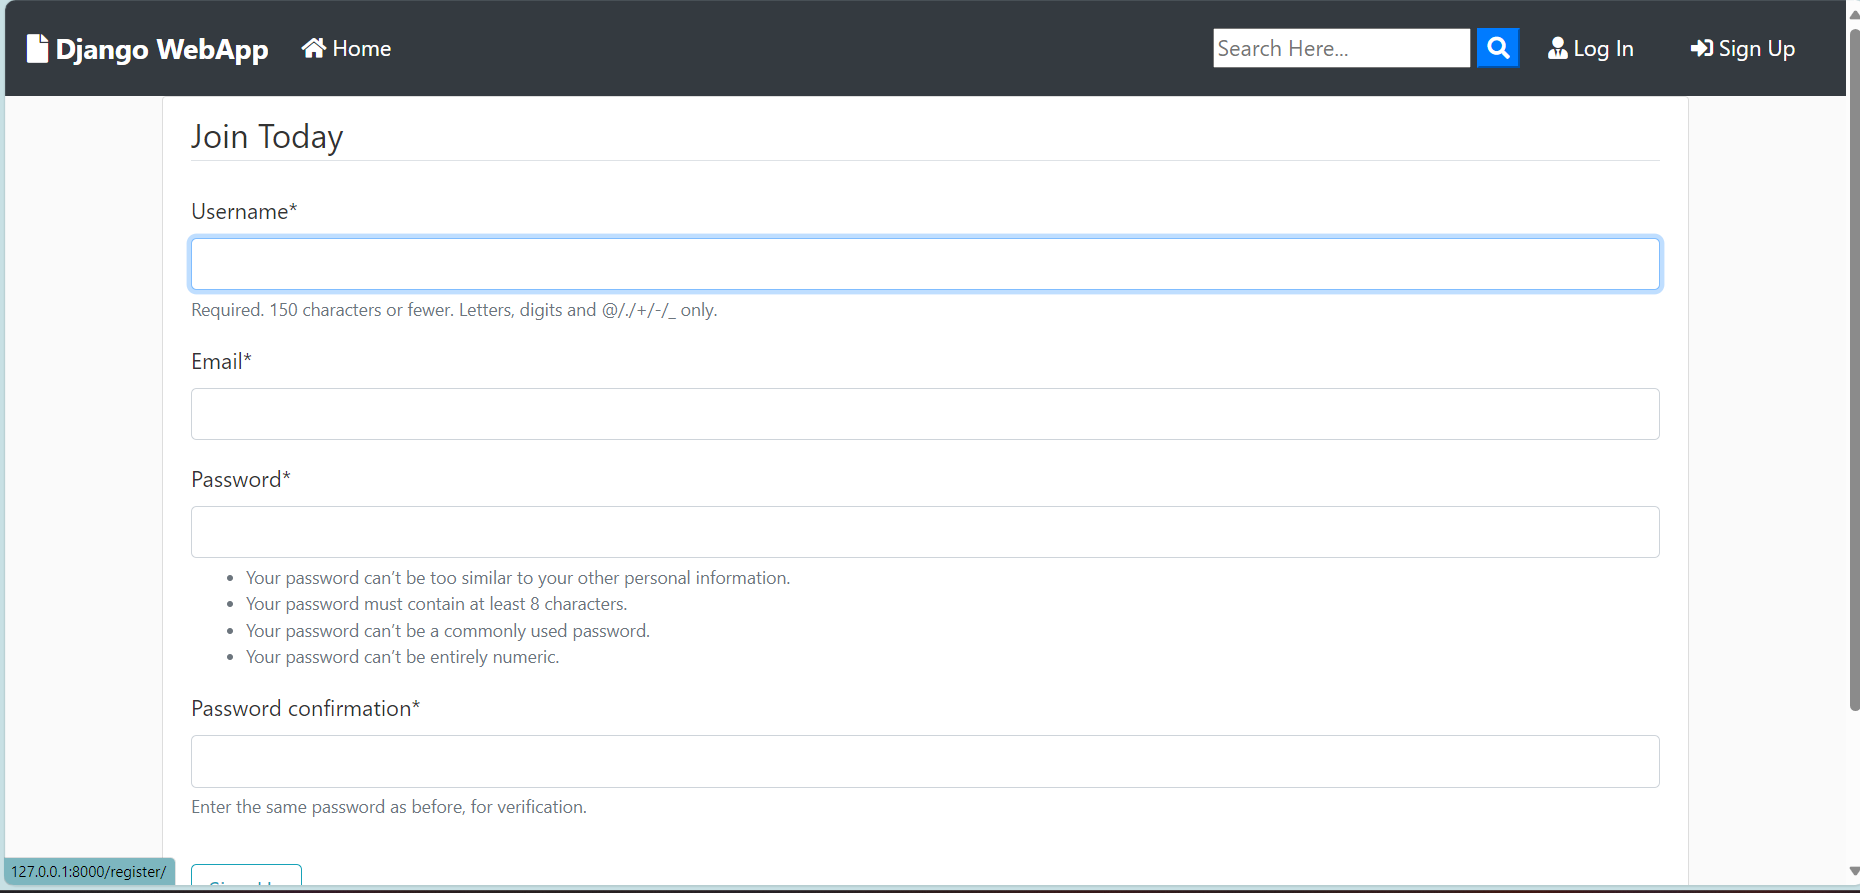 Django WebApp Home Search Here... Log In Sign Up
Join Today
Username*
Required. 150 characters or fewer. Letters, digits and @/./+/-/_ only.
Email*
Password*
Your password can’t be too similar to your other personal information.
Your password must contain at least 8 characters.
Your password can’t be a commonly used password.
Your password can’t be entirely numeric.
Password confirmation*
Enter the same password as before, for verification.
127.0.0.1:8000/register/